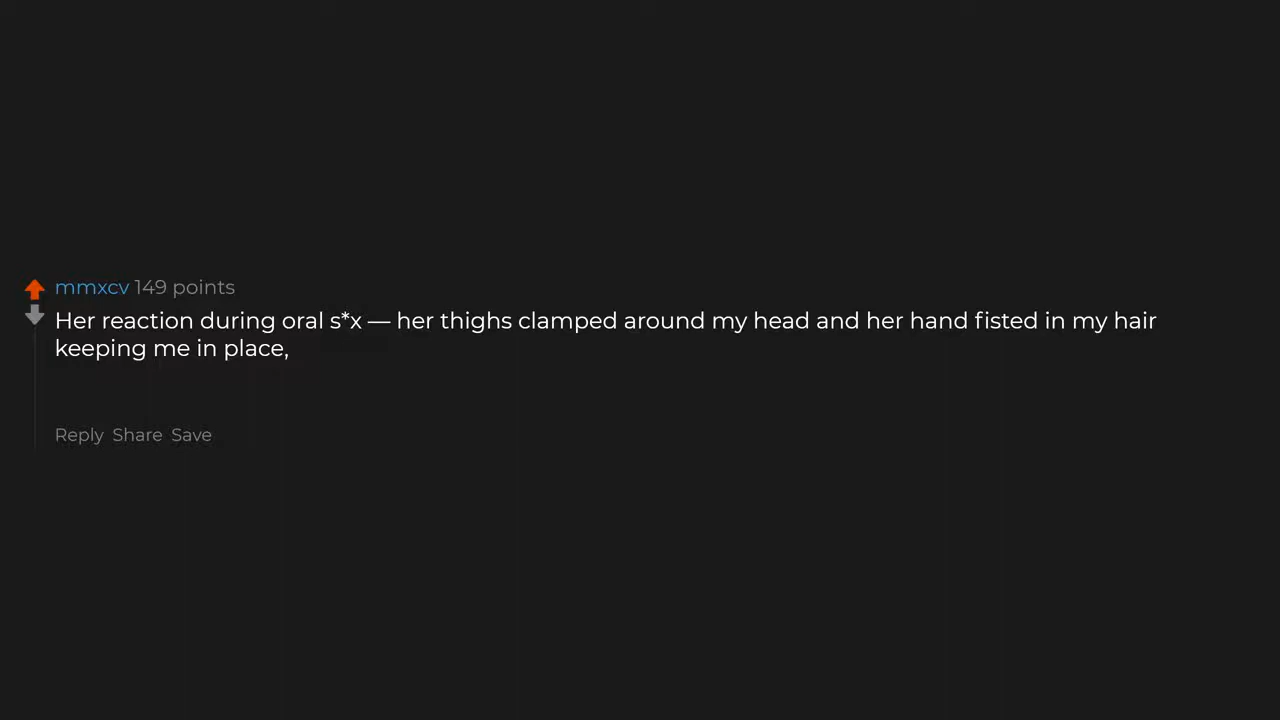 mmxcv 149 points
Her reaction during oral s*x — her thighs clamped around my head and her hand fisted in my hair
keeping me in place,
Reply Share Save